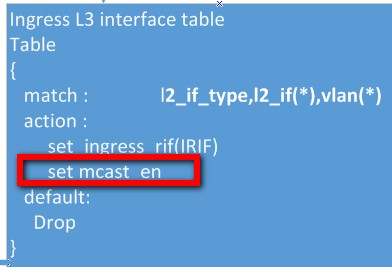 Ingress L3 interface table
Table
{
match : l2_if_type,l2_if(*),vlan(*)
action :
set ingress rif(IRIF)
set mcast en
default:
Drop
}